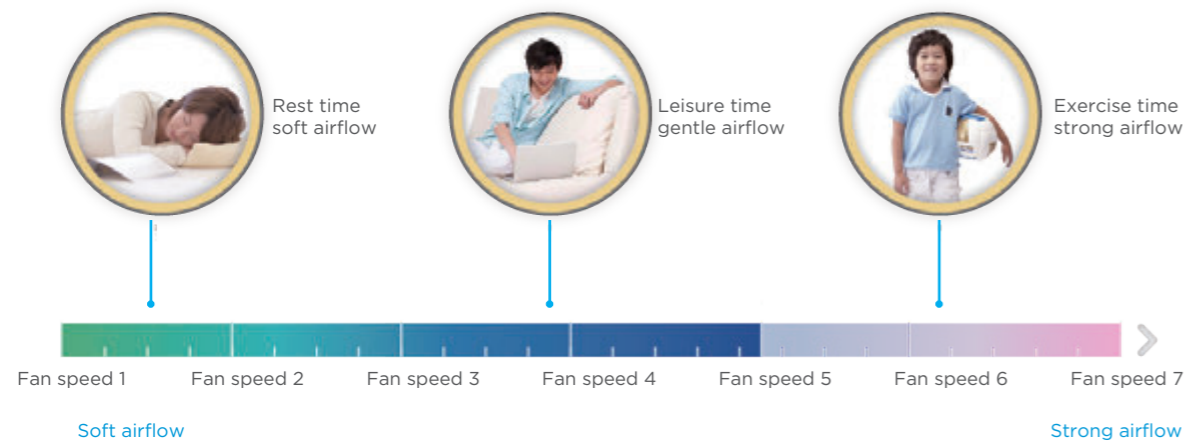 Rest time
soft airflow
Leisure time
gentle airflow
Exercise time
strong airflow
Fan speed 1
Fan speed 2
Fan speed 3
Fan speed 4
Fan speed 5
Fan speed 6
Fan speed 7
Soft airflow
Strong airflow